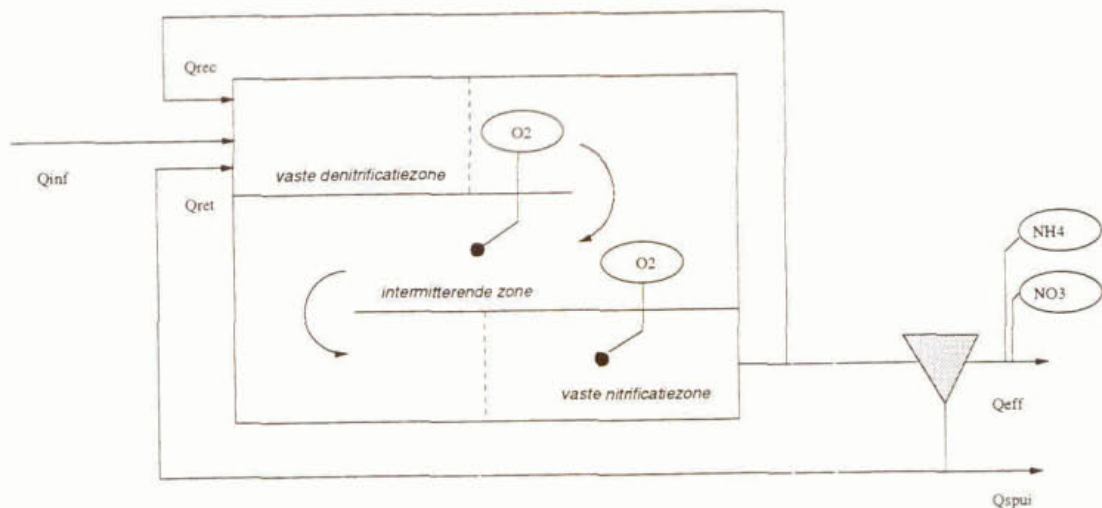 Qrec
O2
Qinf
vaste denitrificatiezone
Qret
NH4
O2
intermitterende zone
NO3
vaste nitrificatiezone
Qeff
Qspui